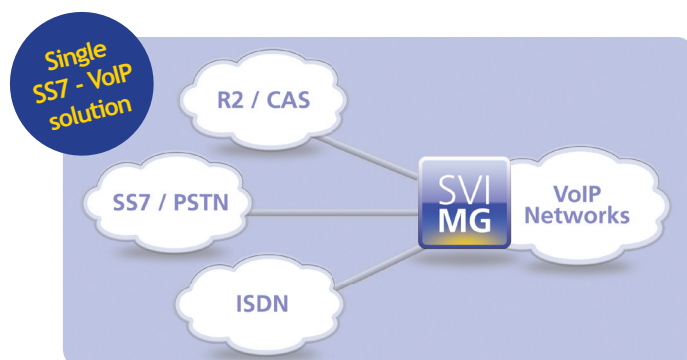 Single
SS7 - VoIP
solution
R2 / CAS
SS7 / PSTN
SVI
MG
VoIP
Networks
ISDN